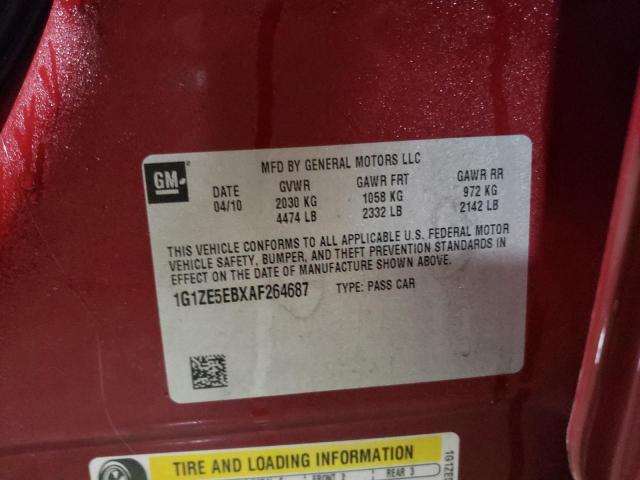 GM
MFD BY GENERAL MOTORS LLC
DATE GVWR GAWR FRT GAWR RR
04/10 2030 KG 1058 KG 972 KG
4474 LB 2332 LB 2142 LB
THIS VEHICLE CONFORMS TO ALL APPLICABLE U.S. FEDERAL MOTOR
VEHICLE SAFETY, BUMPER, AND THEFT PREVENTION STANDARDS IN
EFFECT ON THE DATE OF MANUFACTURE SHOWN ABOVE.
1G1ZE5EBXAF264687 TYPE: PASS CAR
TIRE AND LOADING INFORMATION
FRONT 2 REAR 3
1G1ZE